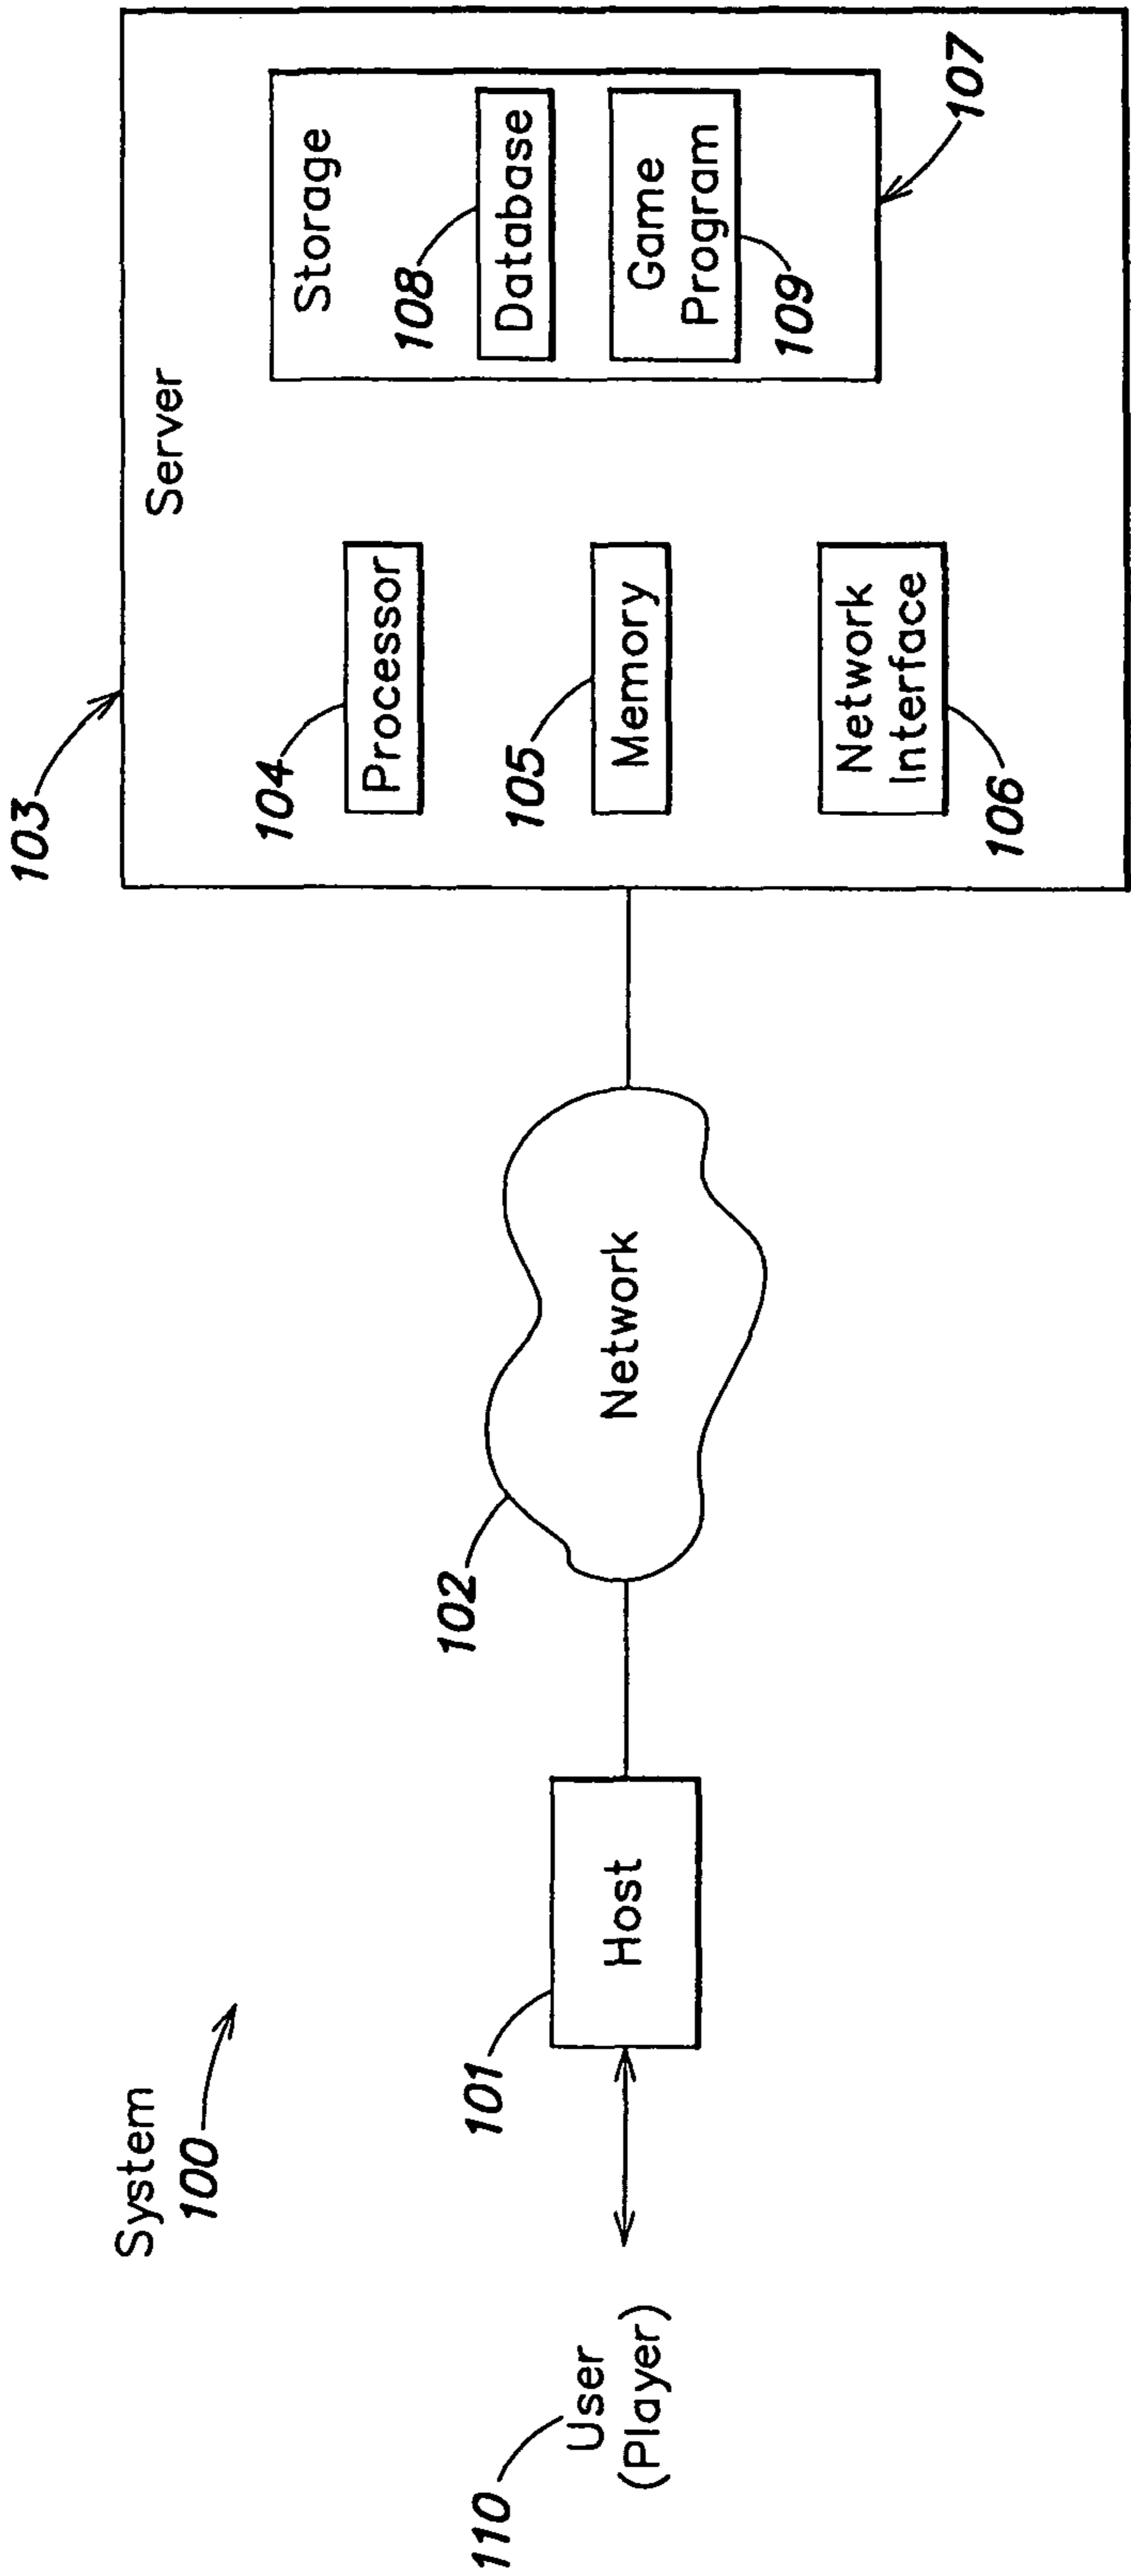 System
100
110
User
(Player)
101
Host
102
Network
103
Server
104
Processor
105
Memory
Network
Interface
106
Storage
108
Database
Game
Program
109
107